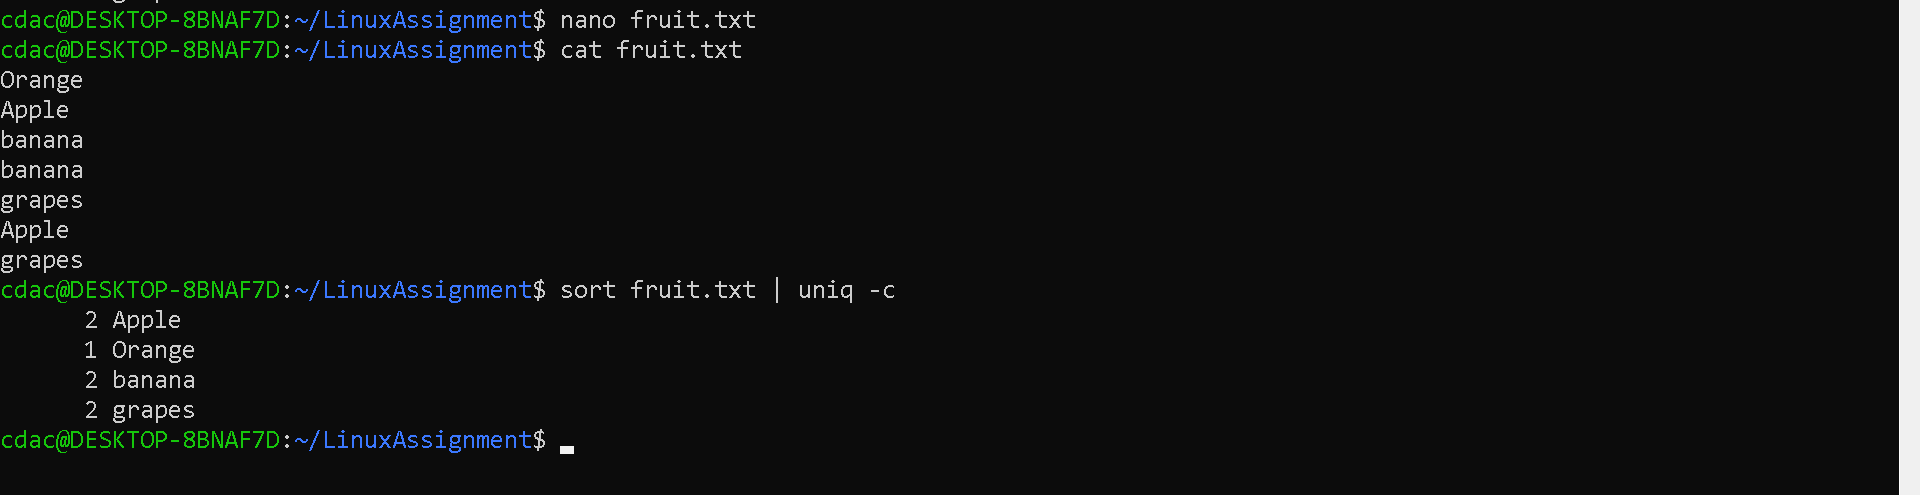 cdac@DESKTOP-8BNAF7D:~/LinuxAssignment$ nano fruit.txt
cdac@DESKTOP-8BNAF7D:~/LinuxAssignment$ cat fruit.txt
Orange
Apple
banana
banana
grapes
Apple
grapes
cdac@DESKTOP-8BNAF7D:~/LinuxAssignment$ sort fruit.txt | uniq -c
      2 Apple
      1 Orange
      2 banana
      2 grapes
cdac@DESKTOP-8BNAF7D:~/LinuxAssignment$